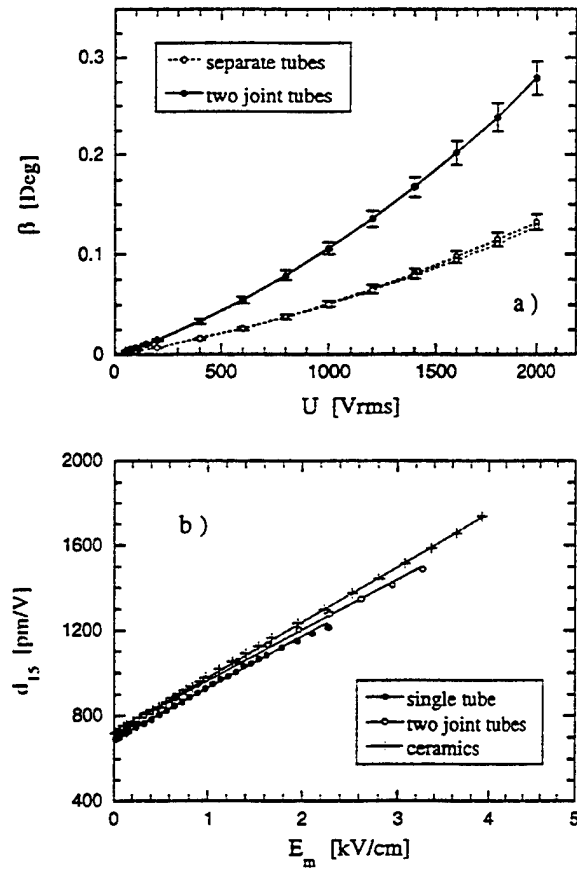 0.3
separate tubes
two joint tubes
0.2
β [Deg]
0.1
a)
0
0 500 1000 1500 2000
U [Vrms]
2000
b)
1600
d15 [pm/V]
1200
single tube
800
two joint tubes
ceramics
400
0 1 2 3 4 5
Em [kV/cm]